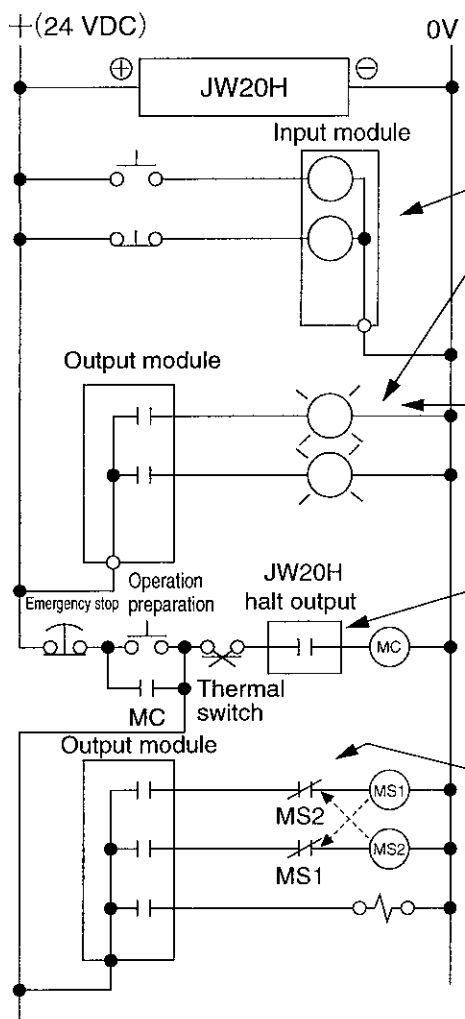 +(24 VDC) 0V
⊕ JW20H ⊖
Input module
Output module
JW20H
halt output
Emergency stop
Operation
preparation
MC
MC
Thermal
switch
Output module
MS2
MS1
MS1
MS2